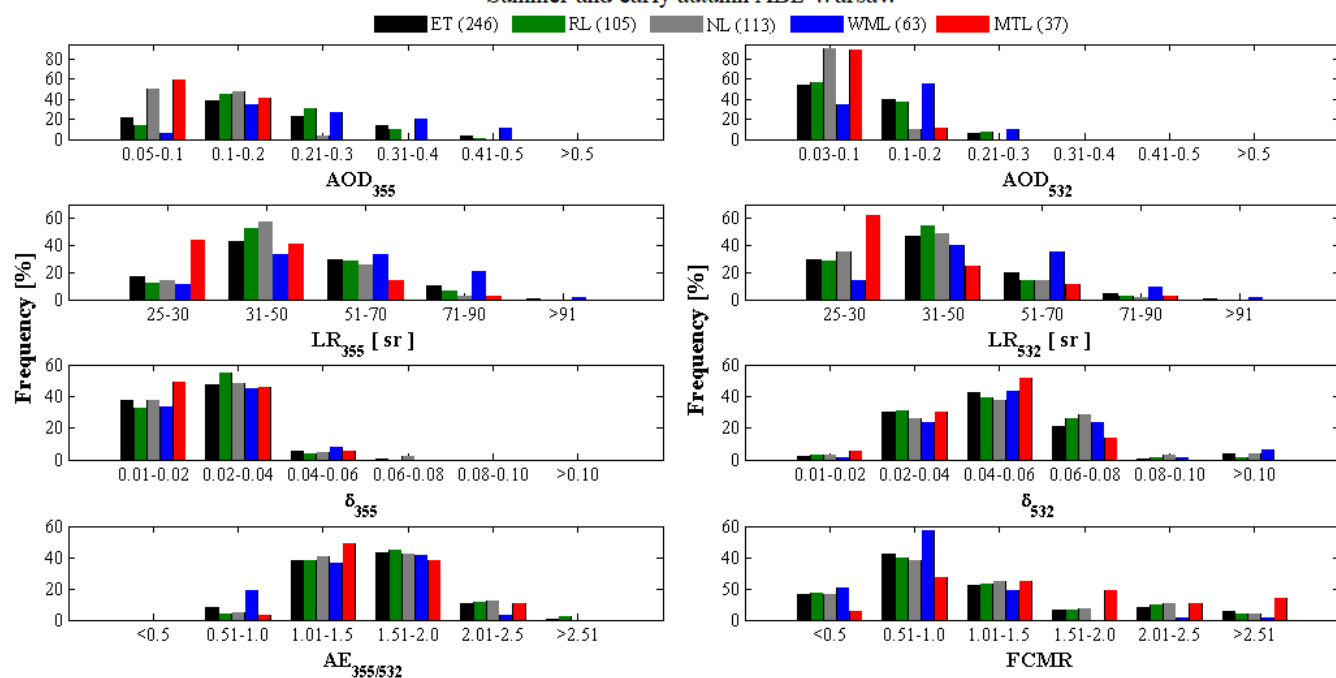 Summer and early autumn ABL Warsaw
ET (246) RL (105) NL (113) WML (63) MTL (37)
Frequency [%]
80
60
40
20
0
0.05-0.1 0.1-0.2 0.21-0.3 0.31-0.4 0.41-0.5 >0.5
AOD355
80
60
40
20
0
0.03-0.1 0.1-0.2 0.21-0.3 0.31-0.4 0.41-0.5 >0.5
AOD532
60
40
20
0
25-30 31-50 51-70 71-90 >91
LR355 [ sr ]
Frequency [%]
60
40
20
0
25-30 31-50 51-70 71-90 >91
LR532 [ sr ]
60
40
20
0
0.01-0.02 0.02-0.04 0.04-0.06 0.06-0.08 0.08-0.10 >0.10
δ355
60
40
20
0
0.01-0.02 0.02-0.04 0.04-0.06 0.06-0.08 0.08-0.10 >0.10
δ532
60
40
20
0
<0.5 0.51-1.0 1.01-1.5 1.51-2.0 2.01-2.5 >2.51
AE355/532
60
40
50
0
<0.5 0.51-1.0 1.01-1.5 1.51-2.0 2.01-2.5 >2.51
FCMR